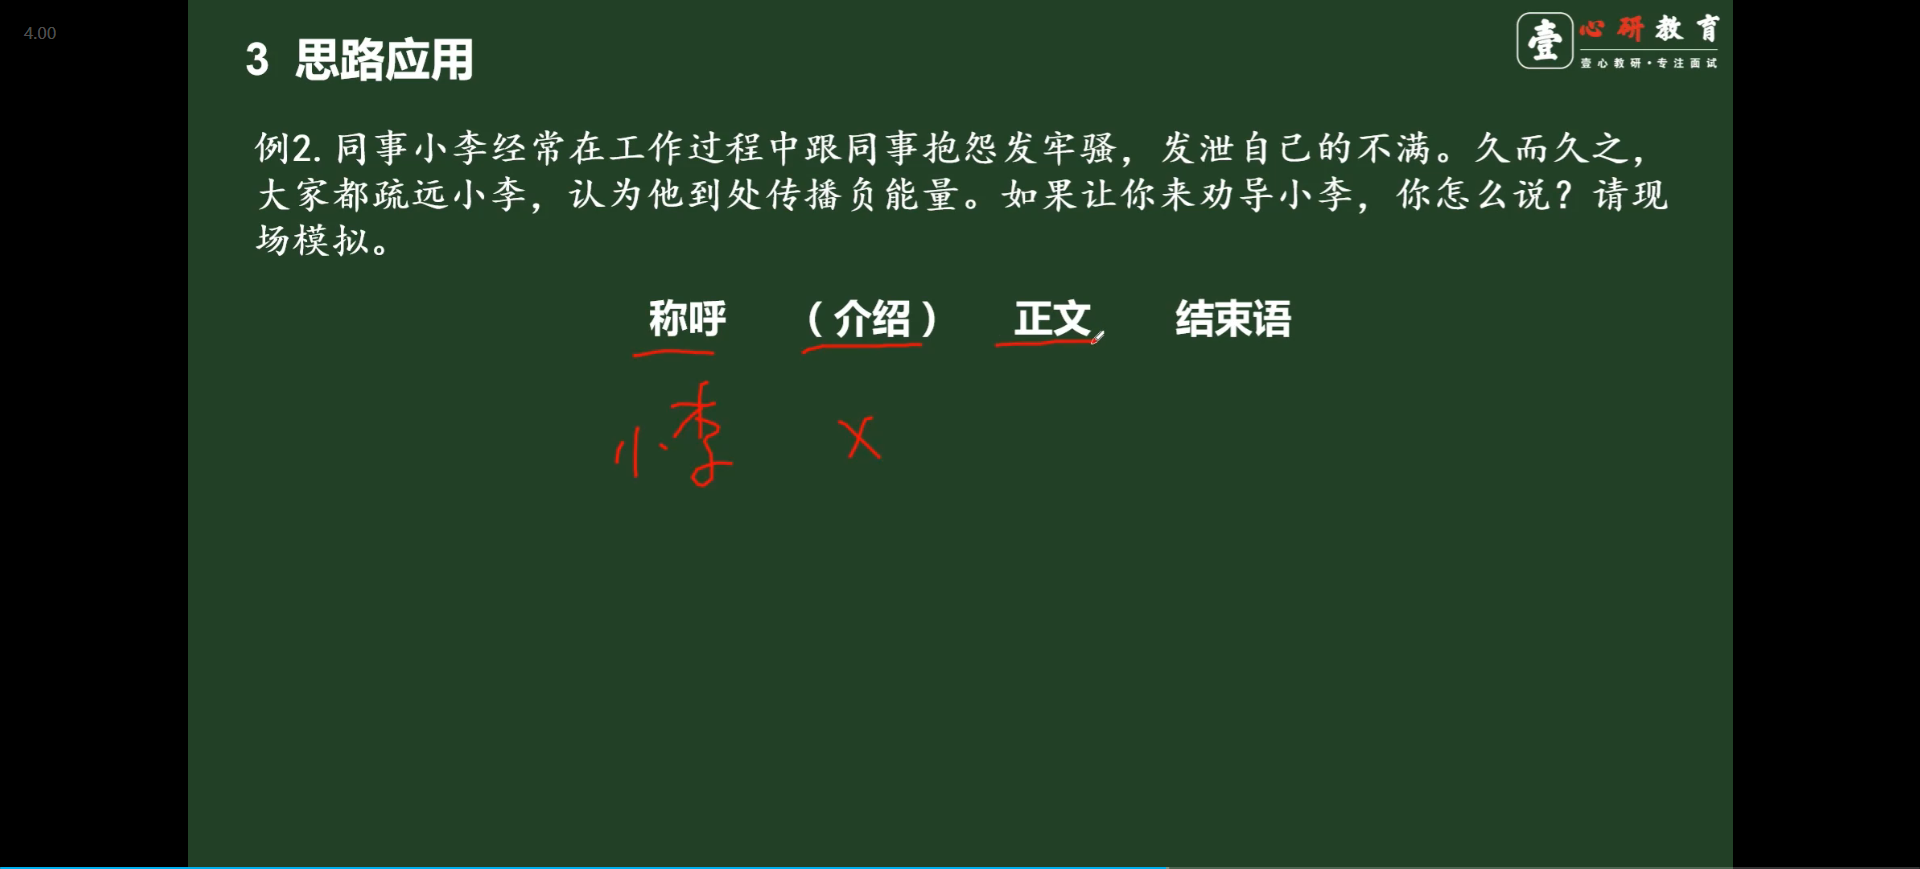 4.00
壹 心研教育
壹心教研·专注面试
3 思路应用
例2. 同事小李经常在工作过程中跟同事抱怨发牢骚，发泄自己的不满。久而久之，
大家都疏远小李，认为他到处传播负能量。如果让你来劝导小李，你怎么说？请现
场模拟。
称呼 （介绍） 正文 结束语
小李 X